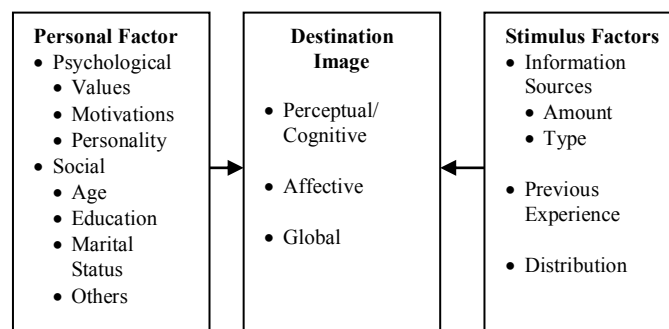 Personal Factor
• Psychological
• Values
• Motivations
• Personality
• Social
• Age
• Education
• Marital
Status
• Others
Destination
Image
• Perceptual/
Cognitive
• Affective
• Global
Stimulus Factors
• Information
Sources
• Amount
• Type
• Previous
Experience
• Distribution